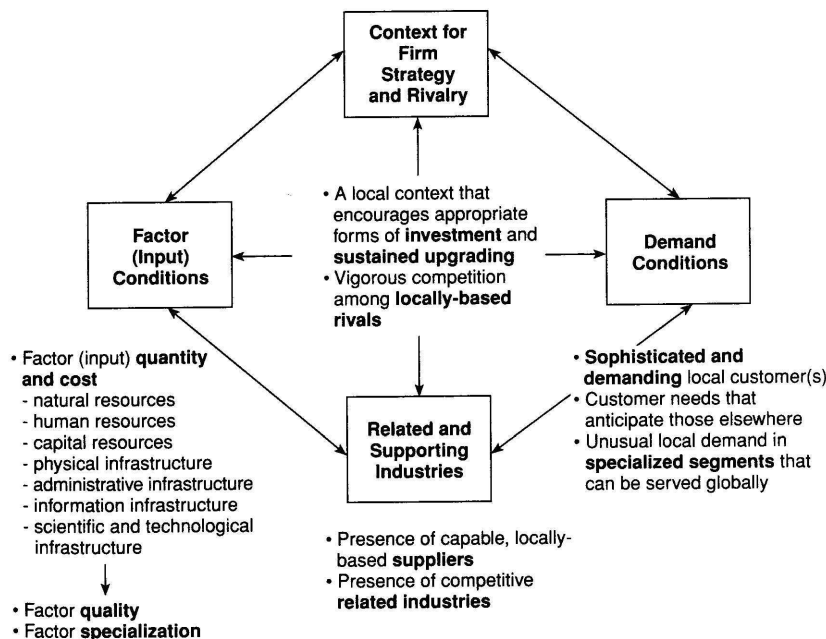 Context for
Firm
Strategy
and Rivalry
• A local context that
encourages appropriate
forms of investment and
sustained upgrading
• Vigorous competition
among locally-based
rivals
Factor
(Input)
Conditions
Demand
Conditions
• Factor (input) quantity
and cost
- natural resources
- human resources
- capital resources
- physical infrastructure
- administrative infrastructure
- information infrastructure
- scientific and technological
infrastructure
• Factor quality
• Factor specialization
Related and
Supporting
Industries
• Presence of capable, locally-
based suppliers
• Presence of competitive
related industries
• Sophisticated and
demanding local customer(s)
• Customer needs that
anticipate those elsewhere
• Unusual local demand in
specialized segments that
can be served globally